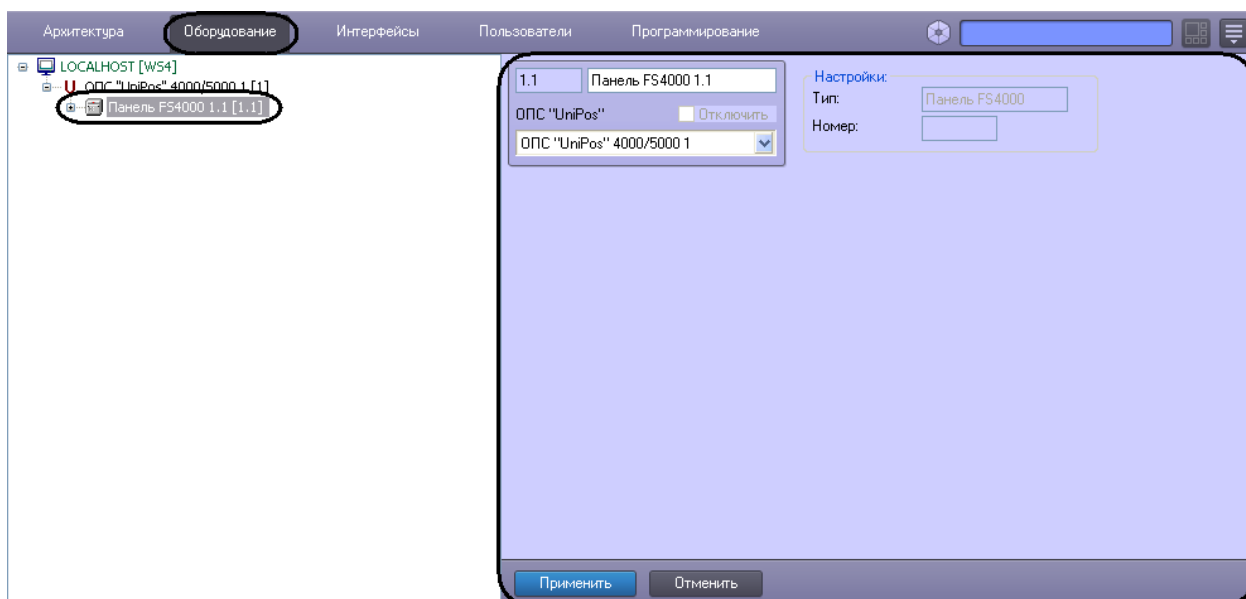 Архитектура Оборудование Интерфейсы Пользователи Программирование
LOCALHOST [WS4]
ОПС "UniPos" 4000/5000 1 [1]
Панель FS4000 1.1 [1.1]
1.1 Панель FS4000 1.1
ОПС "UniPos" Отключить
ОПС "UniPos" 4000/5000 1
Настройки:
Тип: Панель FS4000
Номер:
Применить Отменить